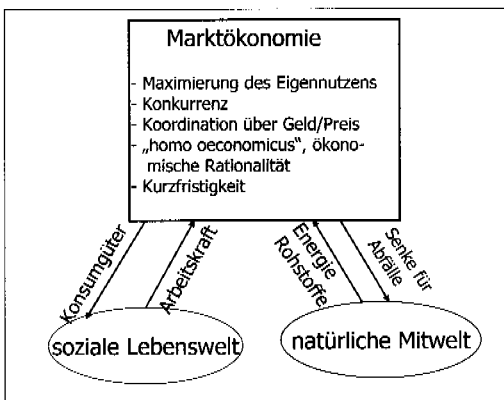 Marktökonomie
- Maximierung des Eigennutzens
- Konkurrenz
- Koordination über Geld/Preis
- „homo oeconomicus", ökono-
mische Rationalität
- Kurzfristigkeit
Konsumgüter
Arbeitskraft
Energie
Rohstoffe
Senke für
Abfälle
soziale Lebenswelt
natürliche Mitwelt